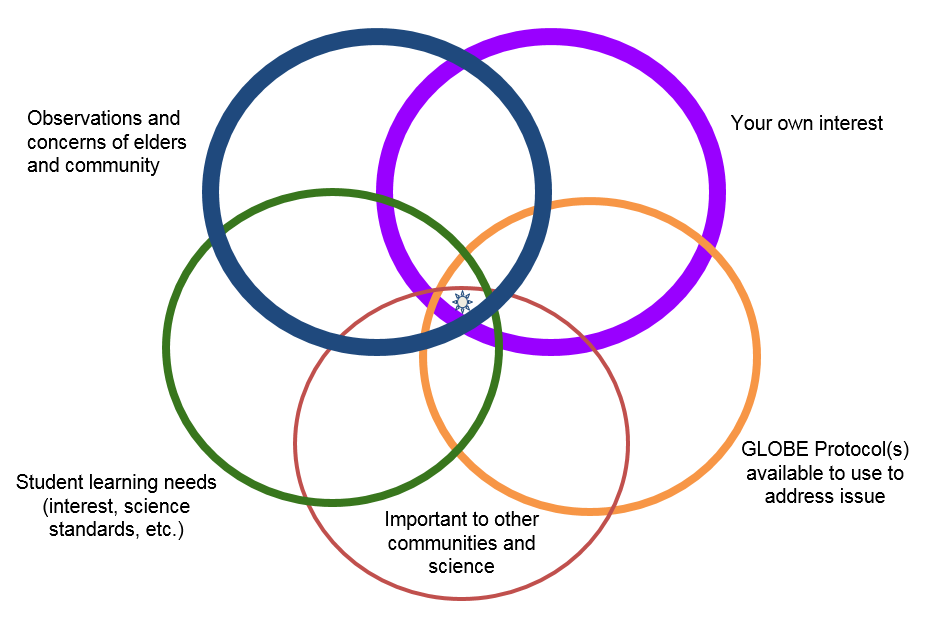 Observations and
concerns of elders
and community
Your own interest
Student learning needs
(interest, science
standards, etc.)
GLOBE Protocol(s)
available to use to
address issue
Important to other
communities and
science